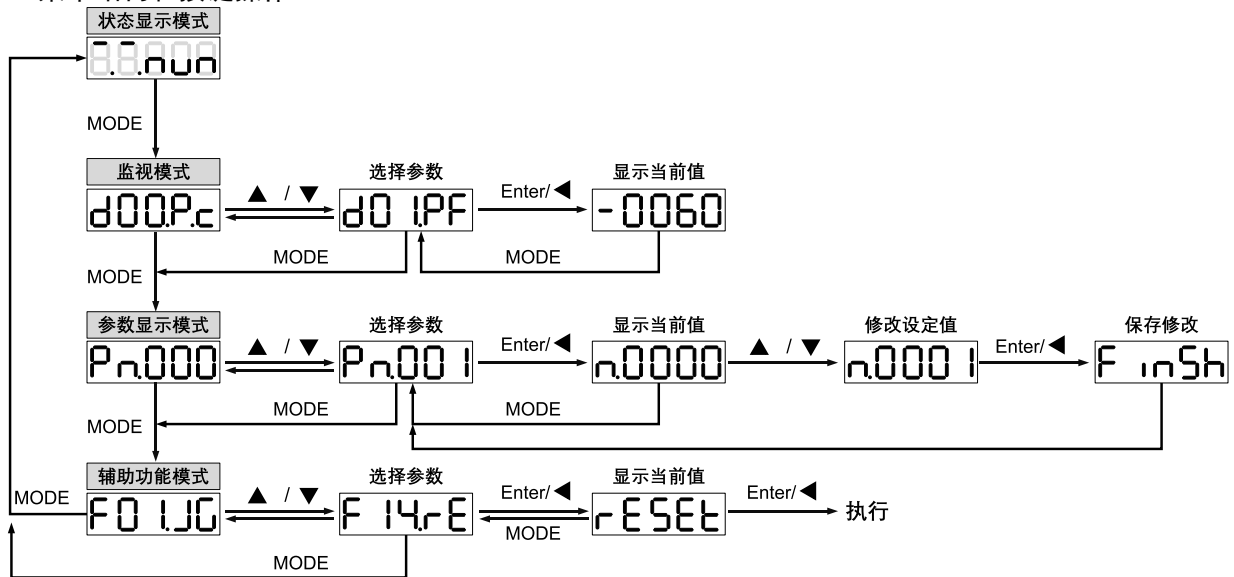 状态显示模式
-.-.nun
MODE
监视模式
选择参数
显示当前值
d00.P.c
▲ / ▼
d01.PF
Enter/◀
-0060
MODE
MODE
MODE
参数显示模式
选择参数
显示当前值
修改设定值
保存修改
Pn.000
▲ / ▼
Pn.001
Enter/◀
n.0000
▲ / ▼
n.0001
Enter/◀
F inSh
MODE
MODE
MODE
辅助功能模式
选择参数
显示当前值
MODE
F01.JG
▲ / ▼
F14.rE
Enter/◀
MODE
rESEt
Enter/◀
执行
MODE